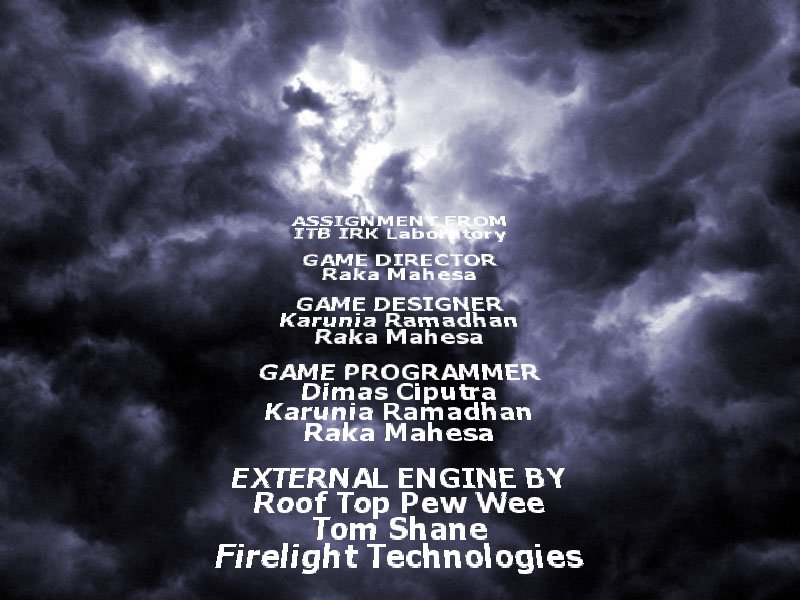 ASSIGNMENT FROM
ITB IRK Laboratory
GAME DIRECTOR
Raka Mahesa
GAME DESIGNER
Karunia Ramadhan
Raka Mahesa
GAME PROGRAMMER
Dimas Ciputra
Karunia Ramadhan
Raka Mahesa
EXTERNAL ENGINE BY
Roof Top Pew Wee
Tom Shane
Firelight Technologies